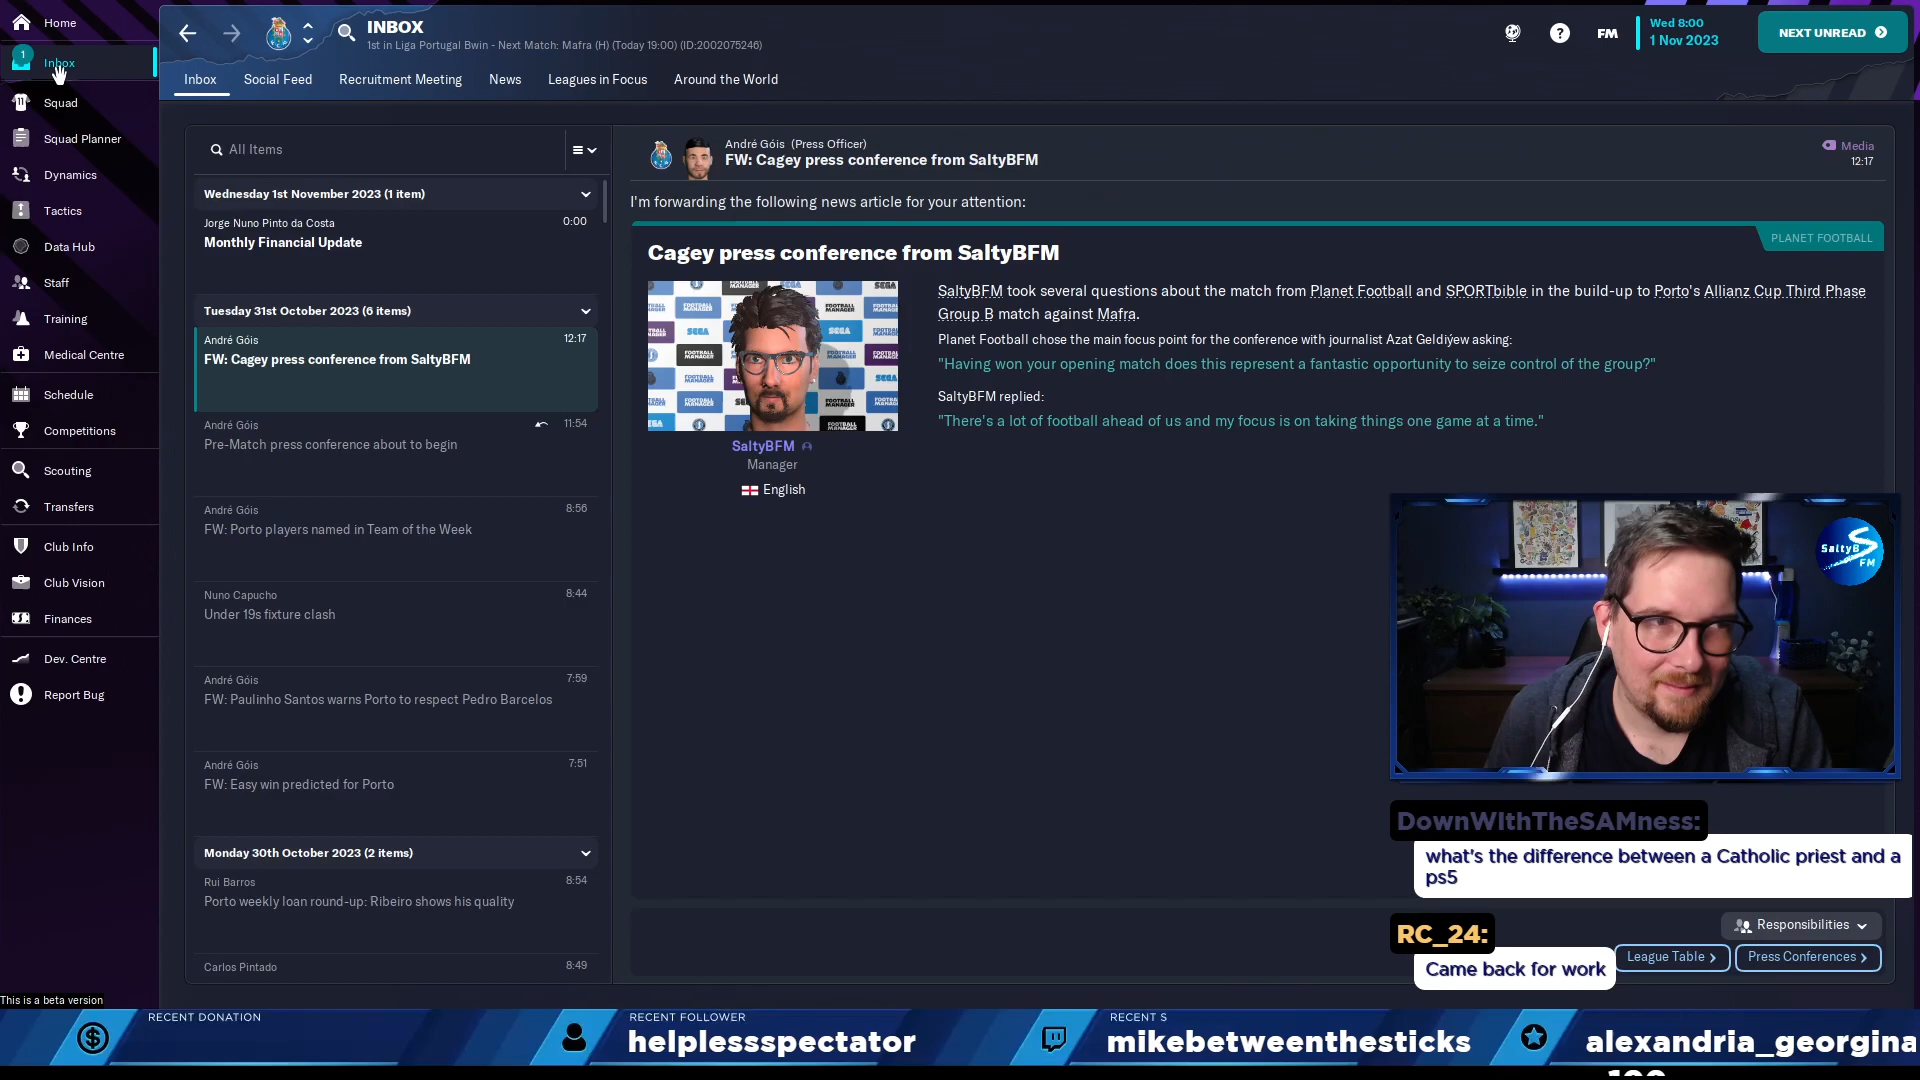 Home
1
Inbox
Squad
Squad Planner
Dynamics
Tactics
Data Hub
Staff
Training
Medical Centre
Schedule
Competitions
Scouting
Transfers
Club Info
Club Vision
Finances
Dev. Centre
Report Bug
This is a beta version
INBOX
1st in Liga Portugal Bwin - Next Match: Mafra (H) (Today 19:00) (ID:2002075246)
FM
Wed 8:00
1 Nov 2023
NEXT UNREAD
Inbox
Social Feed
Recruitment Meeting
News
Leagues in Focus
Around the World
All Items
Wednesday 1st November 2023 (1 item)
Jorge Nuno Pinto da Costa 0:00
Monthly Financial Update
Tuesday 31st October 2023 (6 items)
André Góis 12:17
FW: Cagey press conference from SaltyBFM
André Góis 11:54
Pre-Match press conference about to begin
André Góis 8:56
FW: Porto players named in Team of the Week
Nuno Capucho 8:44
Under 19s fixture clash
André Góis 7:59
FW: Paulinho Santos warns Porto to respect Pedro Barcelos
André Góis 7:51
FW: Easy win predicted for Porto
Monday 30th October 2023 (2 items)
Rui Barros 8:54
Porto weekly loan round-up: Ribeiro shows his quality
Carlos Pintado 8:49
André Góis (Press Officer)
FW: Cagey press conference from SaltyBFM
Media
12:17
I'm forwarding the following news article for your attention:
PLANET FOOTBALL
Cagey press conference from SaltyBFM
SaltyBFM took several questions about the match from Planet Football and SPORTbible in the build-up to Porto's Allianz Cup Third Phase
Group B match against Mafra.
Planet Football chose the main focus point for the conference with journalist Azat Geldiýew asking:
"Having won your opening match does this represent a fantastic opportunity to seize control of the group?"
SaltyBFM replied:
"There's a lot of football ahead of us and my focus is on taking things one game at a time."
SaltyBFM
Manager
English
SaltyB
FM
DownWIthTheSAMness:
what's the difference between a Catholic priest and a
ps5
RC_24:
Came back for work
Responsibilities
League Table
Press Conferences
RECENT DONATION
RECENT FOLLOWER
helplessspectator
RECENT S
mikebetweenthesticks
alexandria_georgina